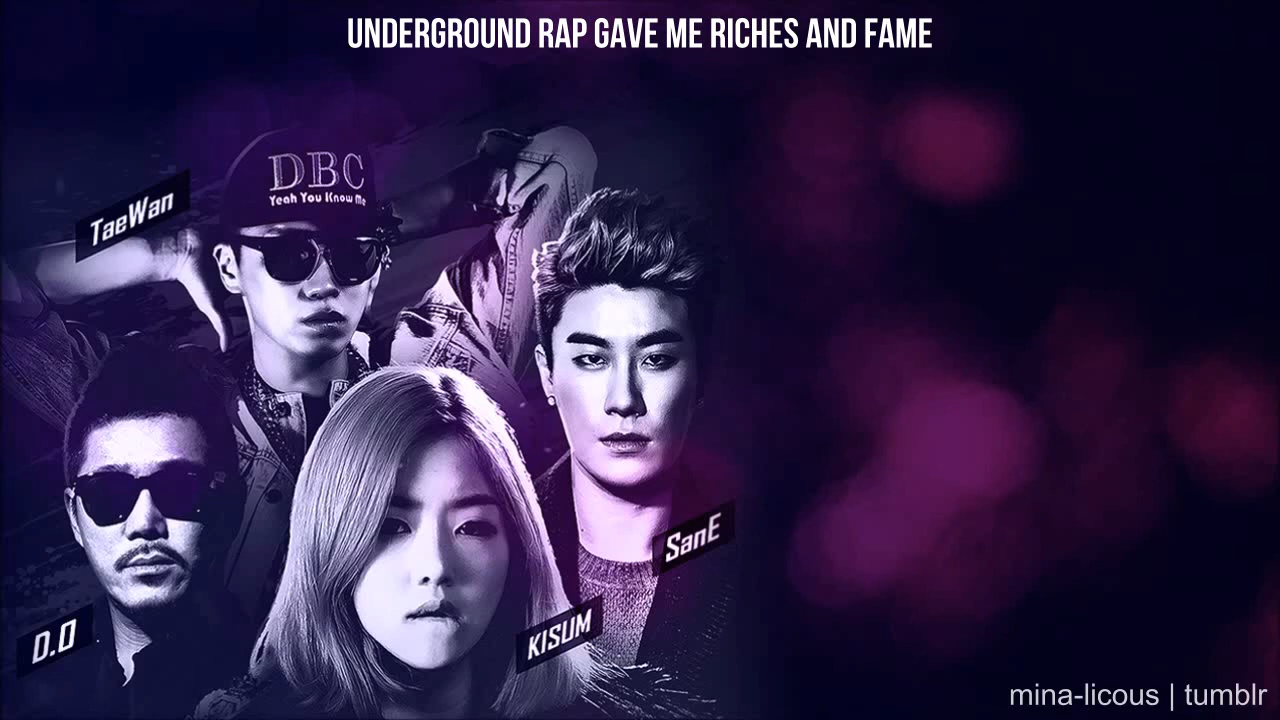 UNDERGROUND RAP GAVE ME RICHES AND FAME
DBC
Yeah You Know Me
TaeWan
SanE
KISUM
D.O
mina-licous | tumblr